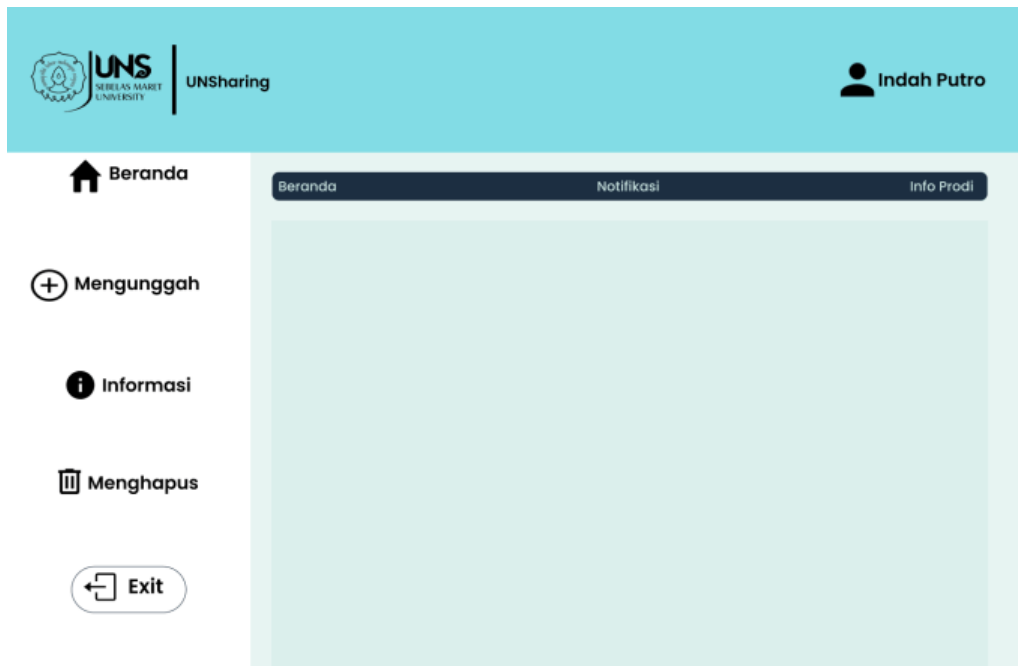 UNS
SEBELAS MARET
UNIVERSITY
UNSharing
Indah Putro
Beranda
Beranda Notifikasi Info Prodi
Mengunggah
Informasi
Menghapus
Exit